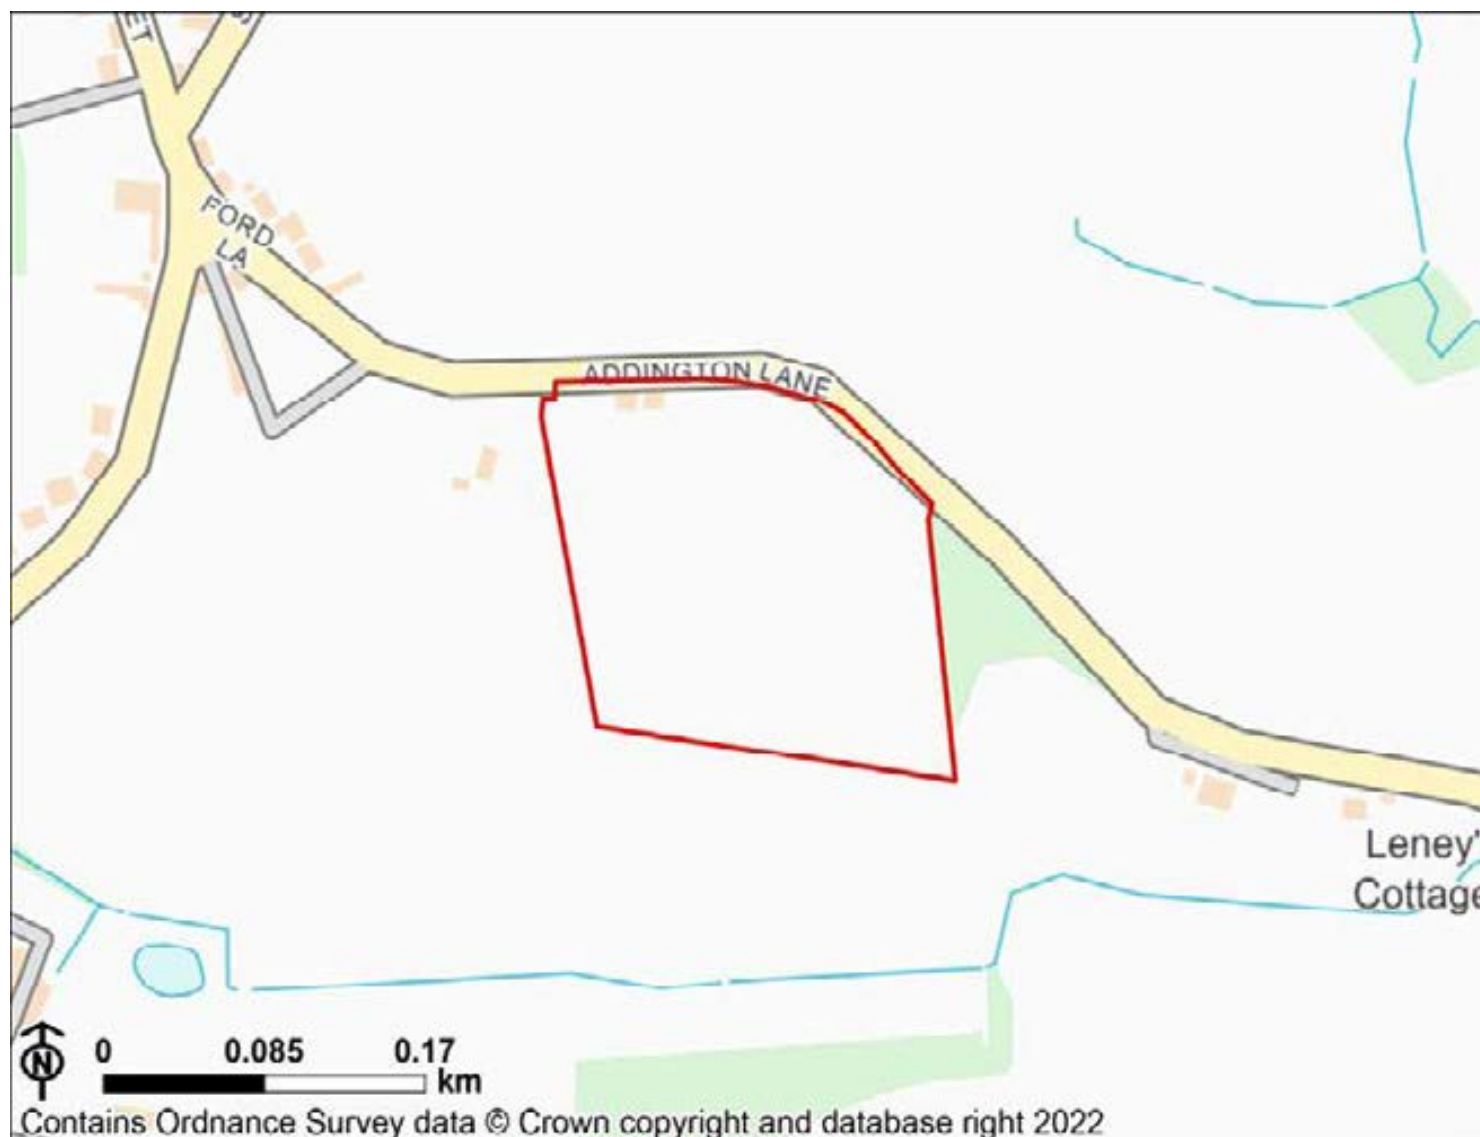 ET
S
FORD
LA
ADDINGTON LANE
Leney'
Cottage
N
0 0.085 0.17
km
Contains Ordnance Survey data © Crown copyright and database right 2022